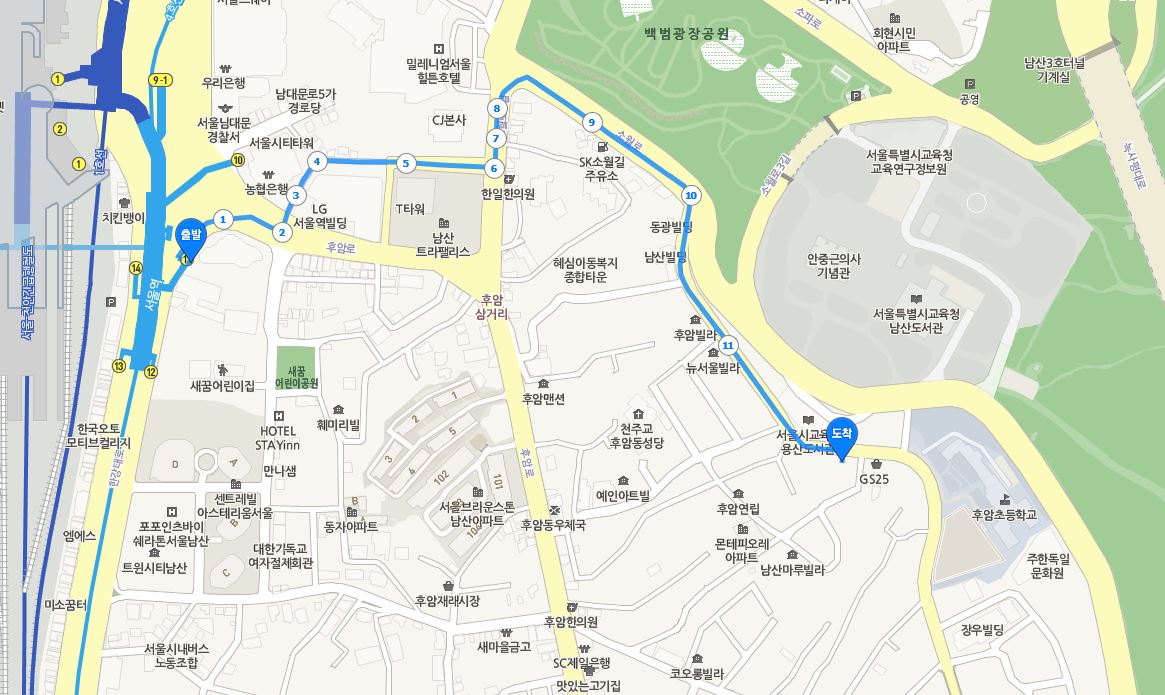 서울스퀘어
4호선
백범광장공원
소파로
회현시민
아파트
남산3호터널
기계실
밀레니엄서울
힐튼호텔
우리은행
9-1
1
남대문로5가
경로당
공영
서울남대문
경찰서
CJ본사
8
9
소월로
녹사평대로
2
서울시티타워
7
서울특별시교육청
교육연구정보원
1호선
1
10
4
5
6
SK소월길
주유소
소월로3길
농협은행
3
한일한의원
10
치킨뱅이
LG
서울역빌딩
T타워
동광빌딩
출발
1
2
남산
트라팰리스
후암로
남산빌딩
안중근의사
기념관
14
서울역
혜심이동복지
종합타운
후암
삼거리
서울특별시교육청
남산도서관
후암빌라
11
뉴서울빌라
13
12
새꿈어린이집
새꿈
어린이공원
후암맨션
1
2
3
4
5
훼미리빌
천주교
후암동성당
도착
서울시교육
용산도서관
한국오토
모티브컬리지
HOTEL
STAYinn
한강대로
D
A
만나샘
후암로
GS25
102
101
센트레빌
아스테리움서울
B
B
동자아파트
서울브라운스톤
남산아파트
예인아트빌
후암연립
후암초등학교
포포인츠바이
쉐라톤서울남산
후암동우체국
엠에스
대한기독교
여자절제회관
몬테피오레
아파트
트윈시티남산
C
남산마루빌라
주한독일
문화원
미소꿈터
후암재래시장
후암한의원
장우빌딩
서울시내버스
노동조합
새마을금고
SC제일은행
코오롱빌라
맛있는고기집